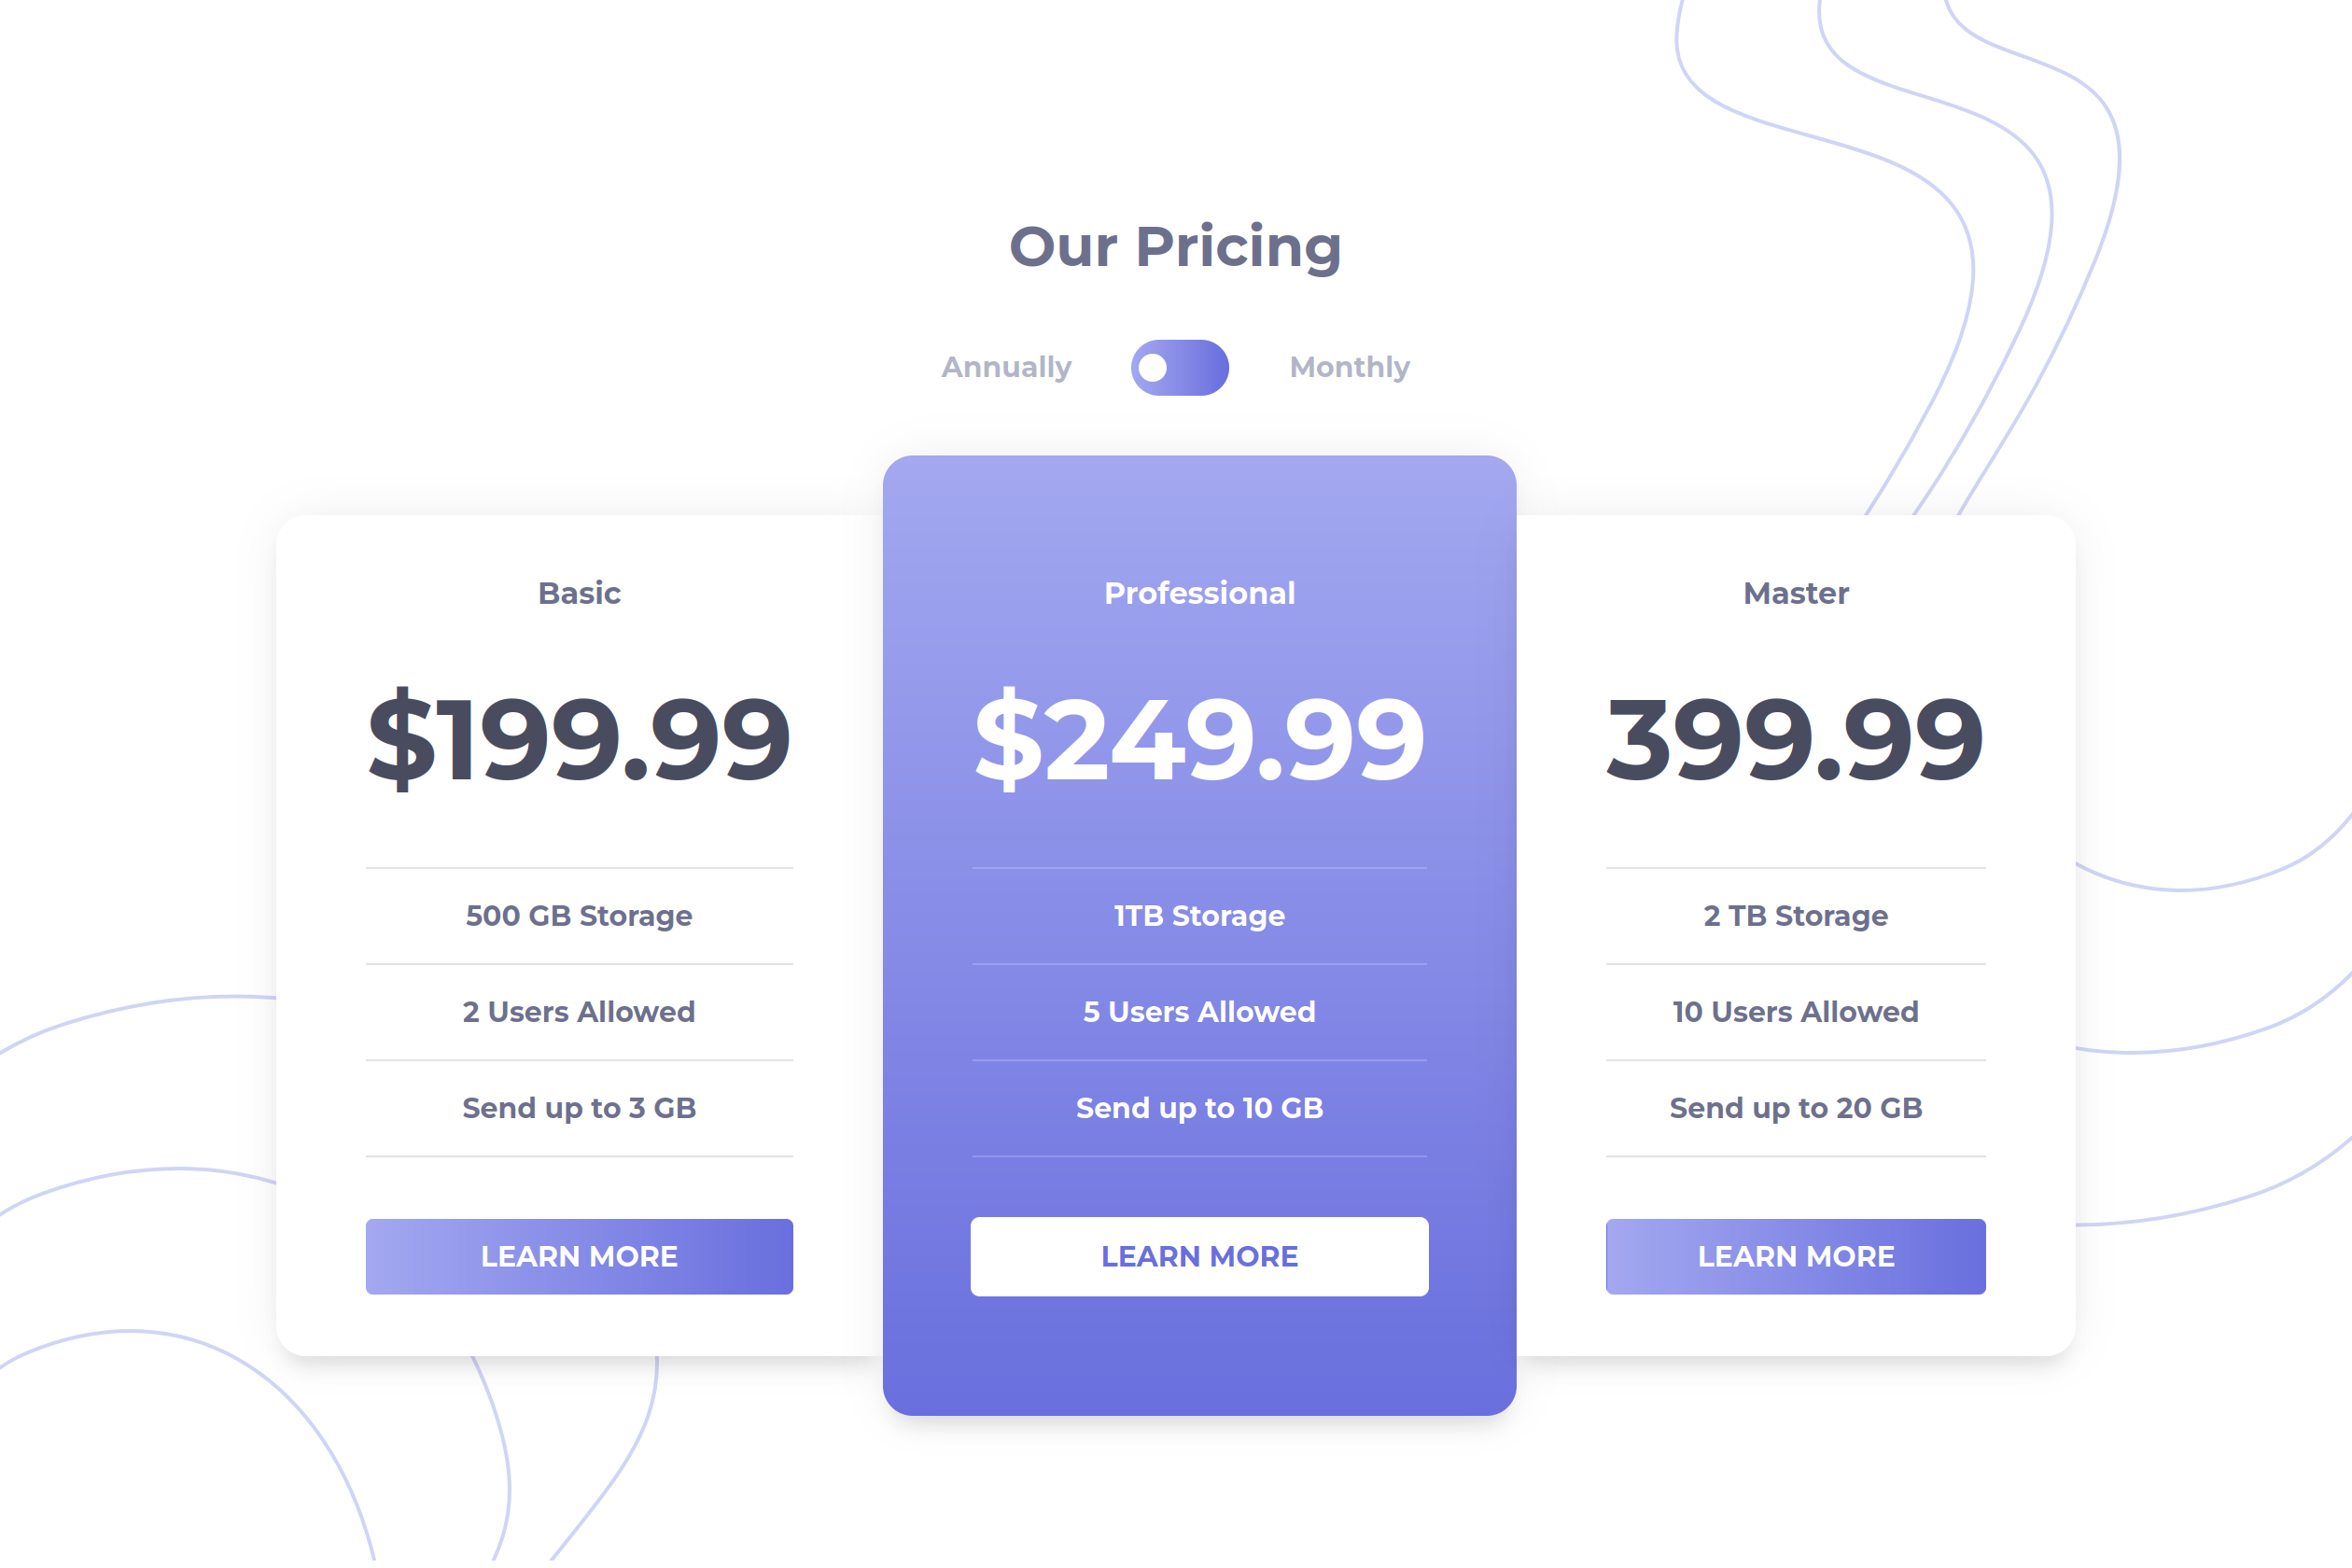 Our Pricing
Annually
Monthly
Basic
$199.99
500 GB Storage
2 Users Allowed
Send up to 3 GB
LEARN MORE
Professional
$249.99
1TB Storage
5 Users Allowed
Send up to 10 GB
LEARN MORE
Master
399.99
2 TB Storage
10 Users Allowed
Send up to 20 GB
LEARN MORE